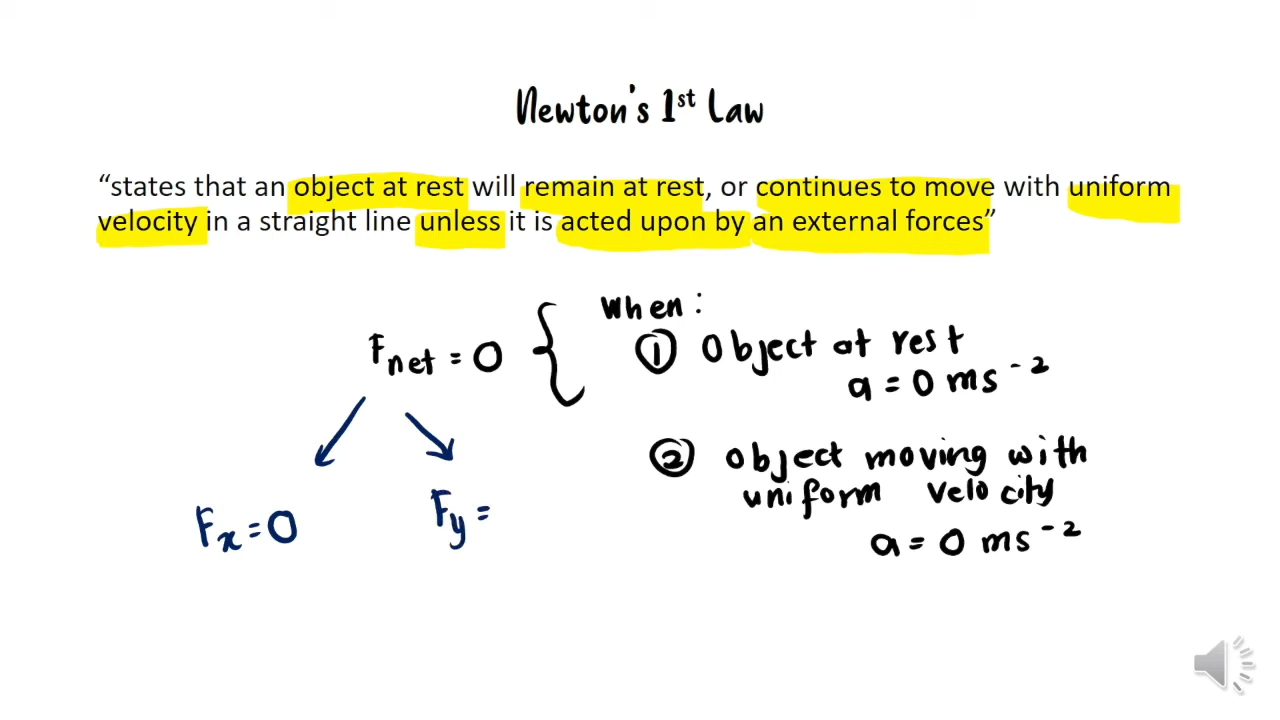 Newton's 1st Law
“states that an object at rest will remain at rest, or continues to move with uniform
velocity in a straight line unless it is acted upon by an external forces”
When:
Fnet = 0
① Object at rest
a = 0 ms⁻²
② Object moving with
uniform velocity
a = 0 ms⁻²
Fx = 0
Fy =